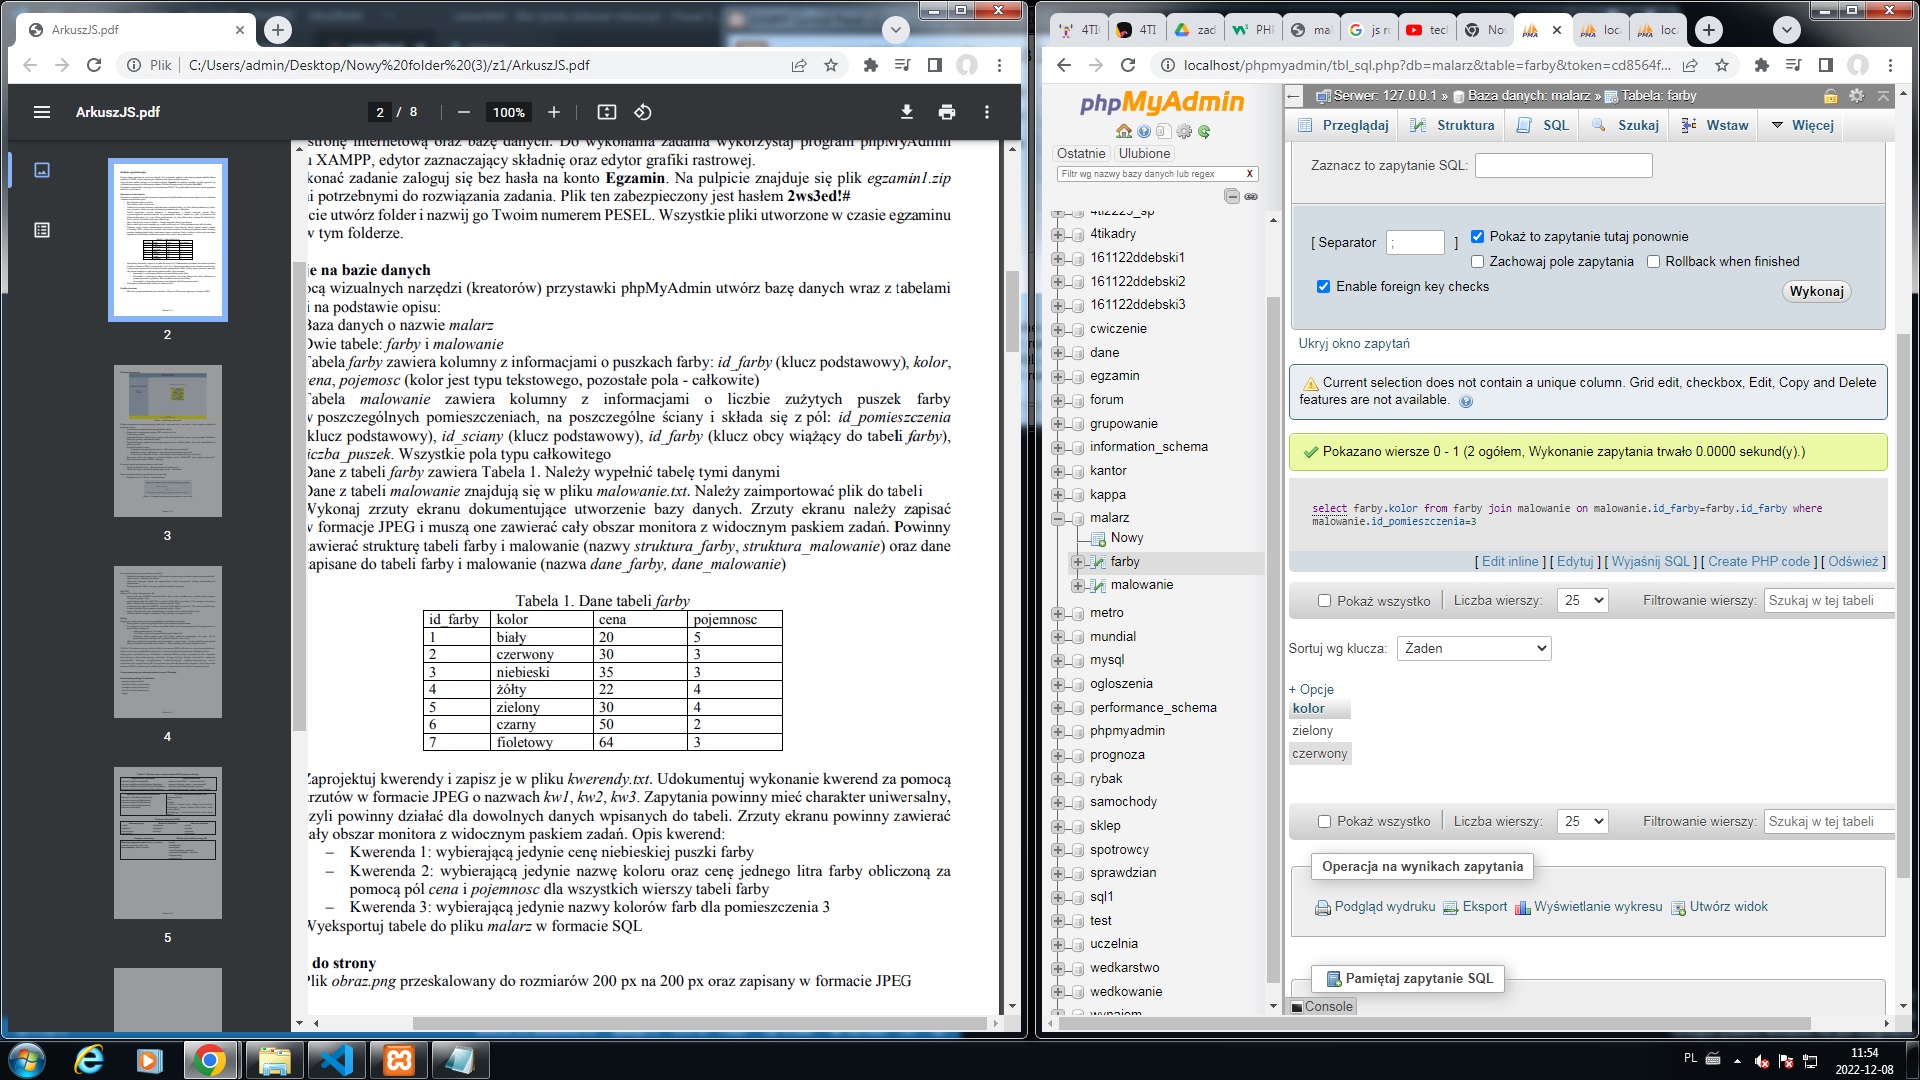 ArkuszJS.pdf
Plik
C:/Users/admin/Desktop/Nowy%20folder%20(3)/z1/ArkuszJS.pdf
ArkuszJS.pdf
2 / 8
100%
2
3
4
5
stronę internetową oraz bazę danych. Do wykonania zadania wykorzystaj program phpMyAdmin
XAMPP, edytor zaznaczający składnię oraz edytor grafiki rastrowej.
konać zadanie zaloguj się bez hasła na konto Egzamin. Na pulpicie znajduje się plik egzamin1.zip
i potrzebnymi do rozwiązania zadania. Plik ten zabezpieczony jest hasłem 2ws3ed!#
cie utwórz folder i nazwij go Twoim numerem PESEL. Wszystkie pliki utworzone w czasie egzaminu
w tym folderze.
je na bazie danych
ocą wizualnych narzędzi (kreatorów) przystawki phpMyAdmin utwórz bazę danych wraz z tabelami
i na podstawie opisu:
Baza danych o nazwie malarz
Dwie tabele: farby i malowanie
Tabela farby zawiera kolumny z informacjami o puszkach farby: id_farby (klucz podstawowy), kolor,
cena, pojemosc (kolor jest typu tekstowego, pozostałe pola - całkowite)
Tabela malowanie zawiera kolumny z informacjami o liczbie zużytych puszek farby
w poszczególnych pomieszczeniach, na poszczególne ściany i składa się z pól: id_pomieszczenia
(klucz podstawowy), id_sciany (klucz podstawowy), id_farby (klucz obcy wiążący do tabeli farby),
liczba_puszek. Wszystkie pola typu całkowitego
Dane z tabeli farby zawiera Tabela 1. Należy wypełnić tabelę tymi danymi
Dane z tabeli malowanie znajdują się w pliku malowanie.txt. Należy zaimportować plik do tabeli
Wykonaj zrzuty ekranu dokumentujące utworzenie bazy danych. Zrzuty ekranu należy zapisać
w formacje JPEG i muszą one zawierać cały obszar monitora z widocznym paskiem zadań. Powinny
zawierać strukturę tabeli farby i malowanie (nazwy struktura_farby, struktura_malowanie) oraz dane
zapisane do tabeli farby i malowanie (nazwa dane_farby, dane_malowanie)
Tabela 1. Dane tabeli farby
id_farby kolor cena pojemnosc
1 biały 20 5
2 czerwony 30 3
3 niebieski 35 3
4 żółty 22 4
5 zielony 30 4
6 czarny 50 2
7 fioletowy 64 3
Zaprojektuj kwerendy i zapisz je w pliku kwerendy.txt. Udokumentuj wykonanie kwerend za pomocą
zrzutów w formacie JPEG o nazwach kw1, kw2, kw3. Zapytania powinny mieć charakter uniwersalny,
czyli powinny działać dla dowolnych danych wpisanych do tabeli. Zrzuty ekranu powinny zawierać
cały obszar monitora z widocznym paskiem zadań. Opis kwerend:
– Kwerenda 1: wybierającą jedynie cenę niebieskiej puszki farby
– Kwerenda 2: wybierającą jedynie nazwę koloru oraz cenę jednego litra farby obliczoną za
pomocą pól cena i pojemnosc dla wszystkich wierszy tabeli farby
– Kwerenda 3: wybierającą jedynie nazwy kolorów farb dla pomieszczenia 3
Wyeksportuj tabele do pliku malarz w formacie SQL
do strony
Plik obraz.png przeskalowany do rozmiarów 200 px na 200 px oraz zapisany w formacie JPEG
4TI 4TI zad PHP ma js ro tecl No loc loc
localhost/phpmyadmin/tbl_sql.php?db=malarz&table=farby&token=cd8564f...
phpMyAdmin
Ostatnie Ulubione
Filtr wg nazwy bazy danych lub regex X
4ti2225_sp
4tikadry
161122ddebski1
161122ddebski2
161122ddebski3
cwiczenie
dane
egzamin
forum
grupowanie
information_schema
kantor
kappa
malarz
Nowy
farby
malowanie
metro
mundial
mysql
ogloszenia
performance_schema
phpmyadmin
prognoza
rybak
samochody
sklep
spotrowcy
sprawdzian
sql1
test
uczelnia
wedkarstwo
wedkowanie
wynajem
Serwer: 127.0.0.1 » Baza danych: malarz » Tabela: farby
Przeglądaj Struktura SQL Szukaj Wstaw Więcej
Zaznacz to zapytanie SQL:
[ Separator ; ] Pokaż to zapytanie tutaj ponownie
Zachowaj pole zapytania Rollback when finished
Enable foreign key checks
Wykonaj
Ukryj okno zapytań
Current selection does not contain a unique column. Grid edit, checkbox, Edit, Copy and Delete
features are not available.
Pokazano wiersze 0 - 1 (2 ogółem, Wykonanie zapytania trwało 0.0000 sekund(y).)
select farby.kolor from farby join malowanie on malowanie.id_farby=farby.id_farby where
malowanie.id_pomieszczenia=3
[ Edit inline ] [ Edytuj ] [ Wyjaśnij SQL ] [ Create PHP code ] [ Odśwież ]
Pokaż wszystko Liczba wierszy: 25 Filtrowanie wierszy: Szukaj w tej tabeli
Sortuj wg klucza: Żaden
+ Opcje
kolor
zielony
czerwony
Pokaż wszystko Liczba wierszy: 25 Filtrowanie wierszy: Szukaj w tej tabeli
Operacja na wynikach zapytania
Podgląd wydruku Eksport Wyświetlanie wykresu Utwórz widok
Pamiętaj zapytanie SQL
Console
PL
11:54
2022-12-08